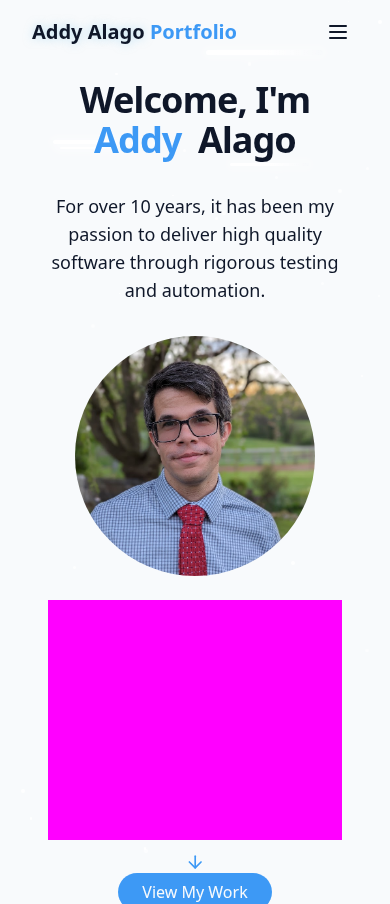 Addy Alago Portfolio
Welcome, I'm
Addy Alago
For over 10 years, it has been my
passion to deliver high quality
software through rigorous testing
and automation.
View My Work